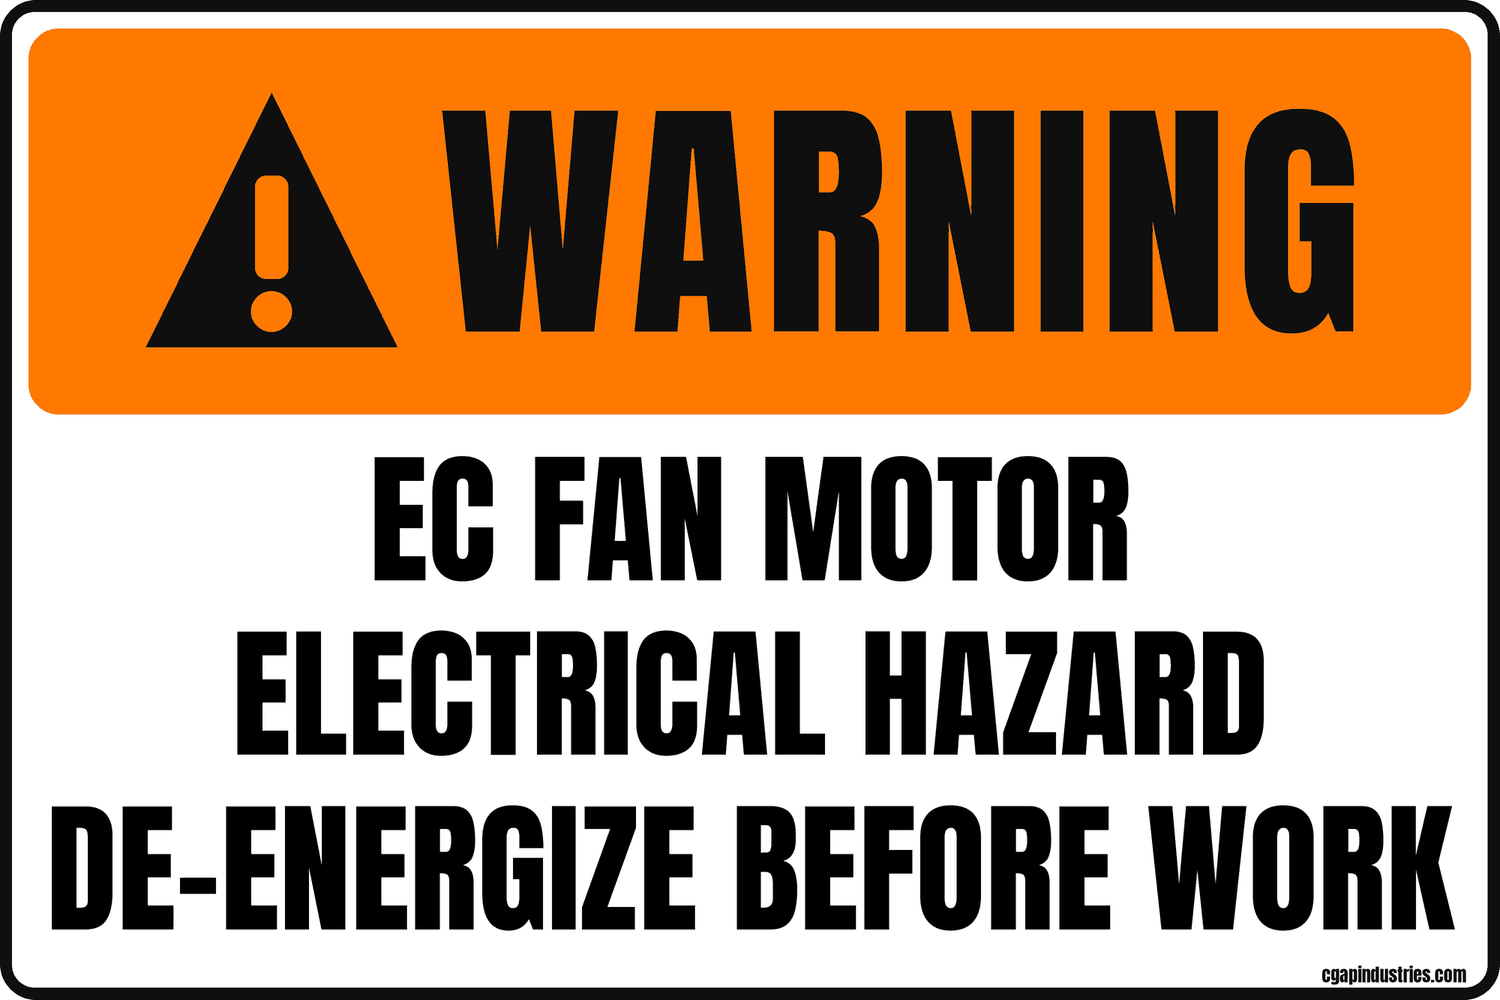 WARNING
EC FAN MOTOR
ELECTRICAL HAZARD
DE-ENERGIZE BEFORE WORK
cgapindustries.com